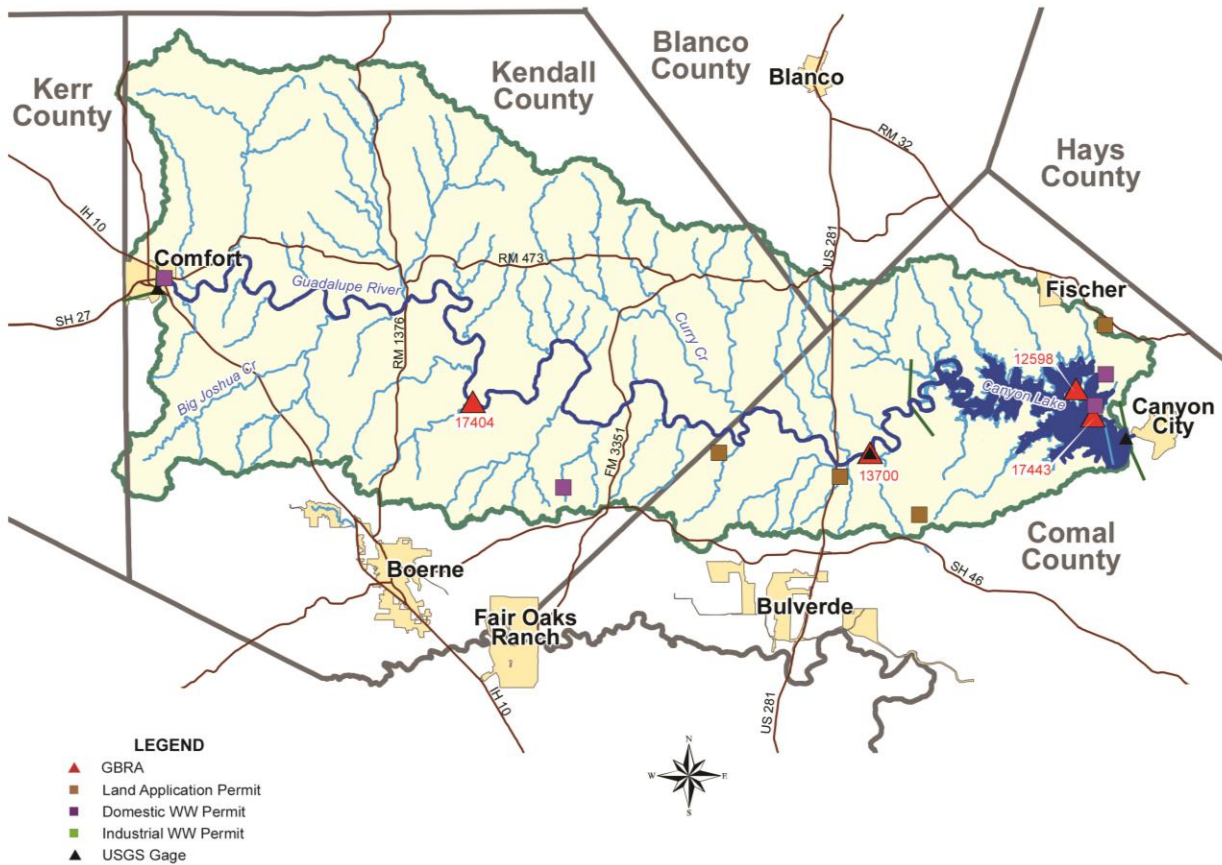 Blanco
County
Blanco
Kendall
County
Kerr
County
RM 32
Hays
County
IH 10
US 281
Comfort
RM 473
Guadalupe River
Fischer
SH 27
RM 1376
Curry Cr
12598
Big Joshua Cr
Canyon Lake
Canyon
City
17404
FM 3351
13700
17443
Comal
County
Boerne
SH 46
Bulverde
Fair Oaks
Ranch
IH 10
US 281
LEGEND
GBRA
Land Application Permit
Domestic WW Permit
Industrial WW Permit
USGS Gage
N
W
E
S